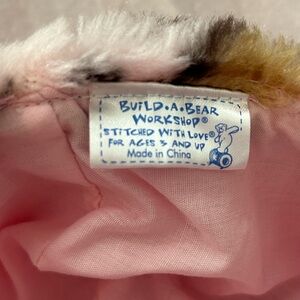 BUILD-A-BEAR
WORKSHOP®
STITCHED WITH LOVE®
FOR AGES 3 AND UP
Made in China